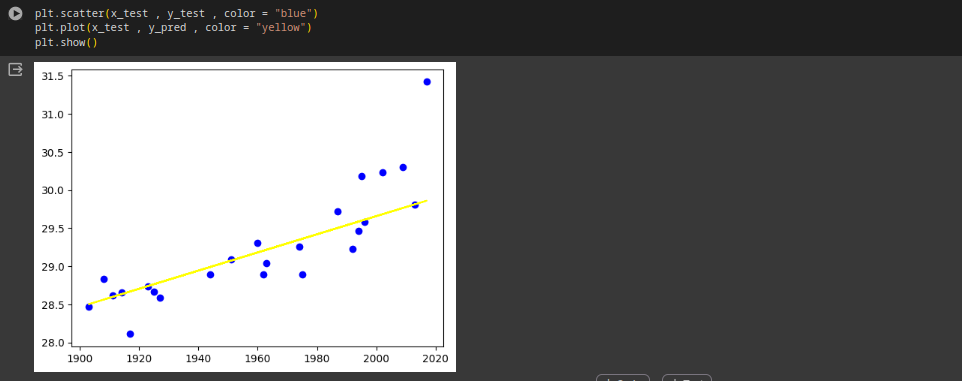 plt.scatter(x_test , y_test , color = "blue")
plt.plot(x_test , y_pred , color = "yellow")
plt.show()
31.5
31.0
30.5
30.0
29.5
29.0
28.5
28.0
1900 1920 1940 1960 1980 2000 2020